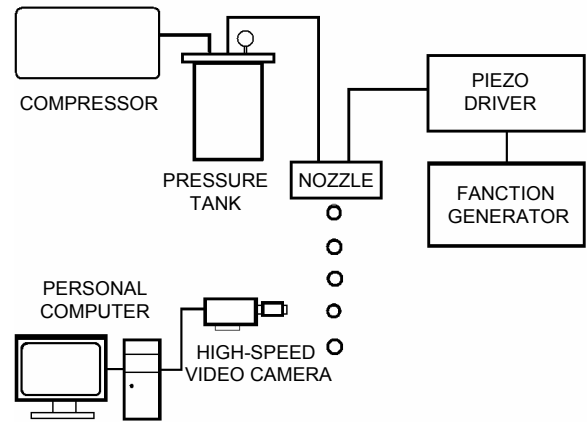 COMPRESSOR
PRESSURE
TANK
NOZZLE
PIEZO
DRIVER
FANCTION
GENERATOR
PERSONAL
COMPUTER
HIGH-SPEED
VIDEO CAMERA